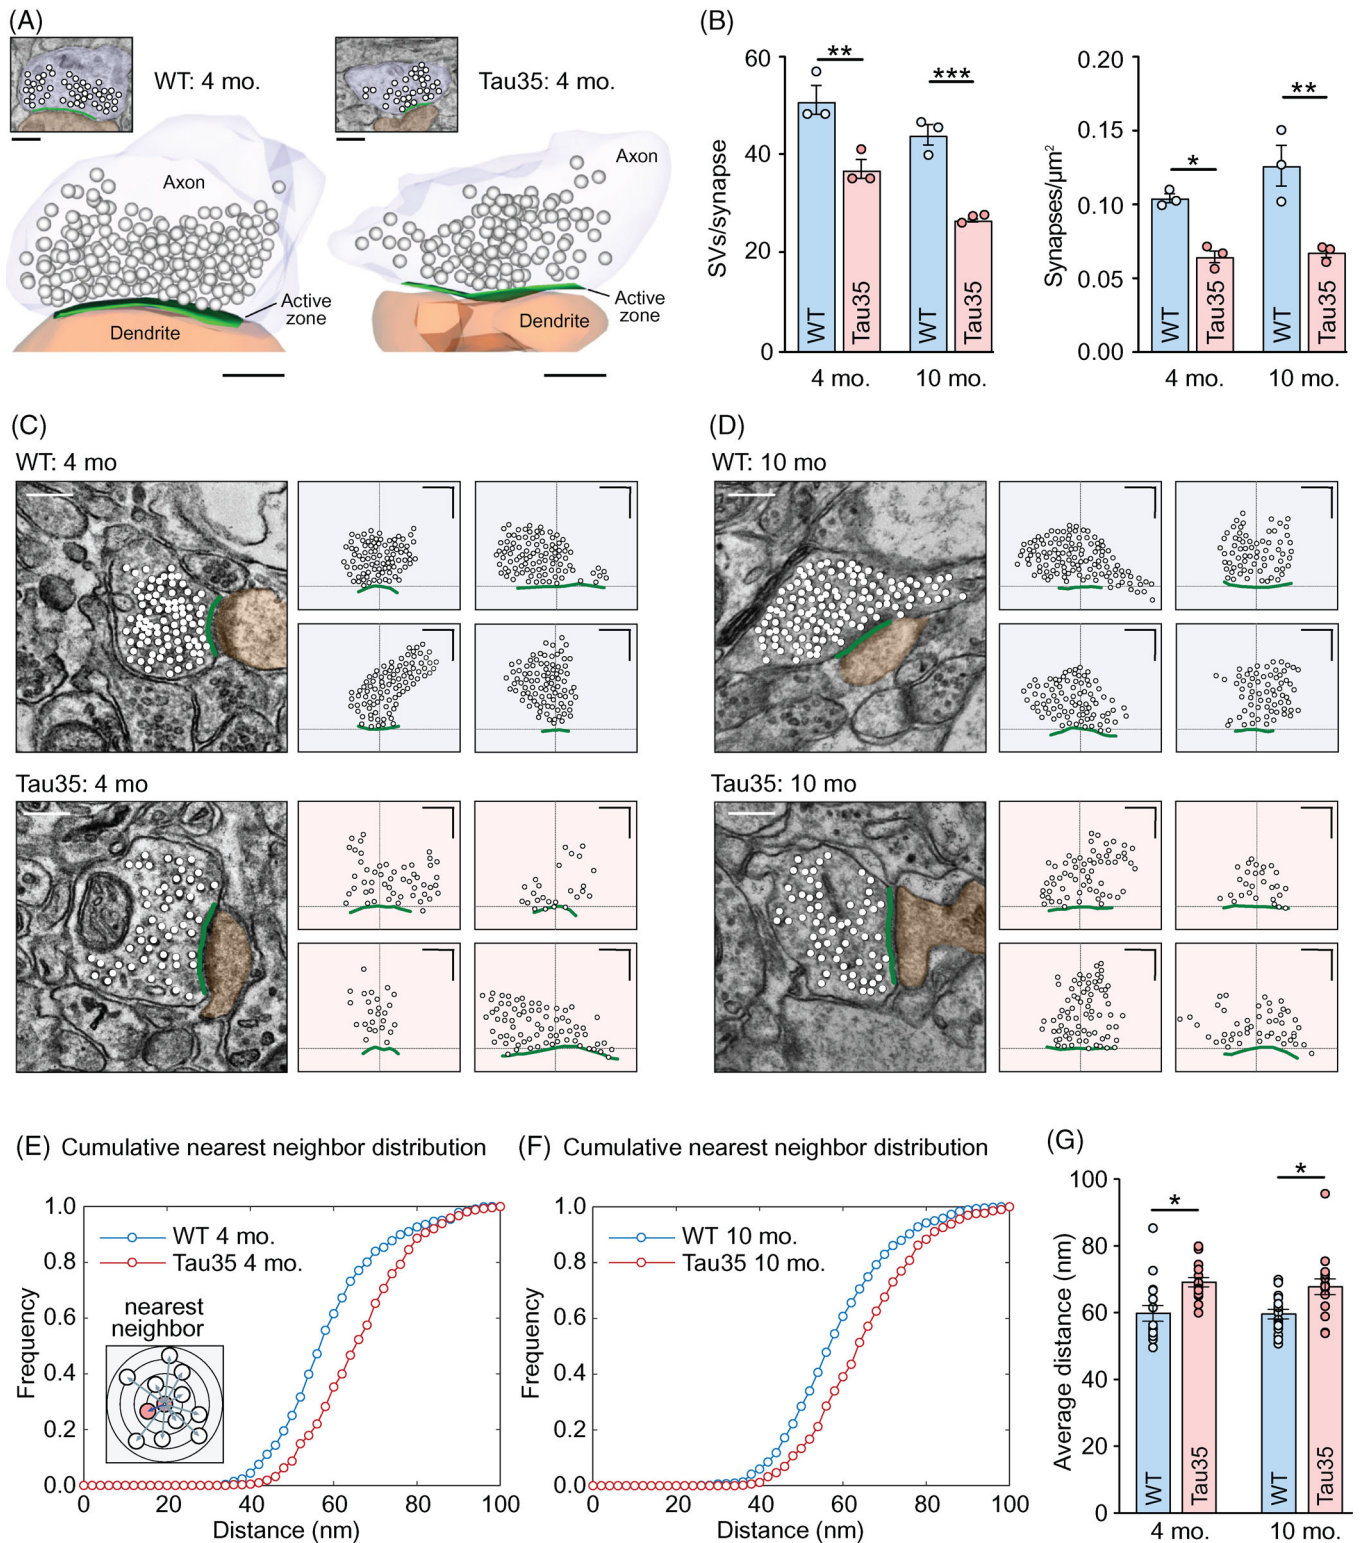 (A)
WT: 4 mo.
Tau35: 4 mo.
Axon
Axon
Active
zone
Active
zone
Dendrite
Dendrite
(B)
SVs/synapse
60
40
20
0
**
***
WT
Tau35
WT
Tau35
4 mo.
10 mo.
Synapses/μm²
0.20
0.15
0.10
0.05
0.00
*
**
WT
Tau35
WT
Tau35
4 mo.
10 mo.
(C)
WT: 4 mo
Tau35: 4 mo
(D)
WT: 10 mo
Tau35: 10 mo
(E) Cumulative nearest neighbor distribution
Frequency
1.0
0.8
0.6
0.4
0.2
0.0
WT 4 mo.
Tau35 4 mo.
nearest
neighbor
0
20
40
60
80
100
Distance (nm)
(F) Cumulative nearest neighbor distribution
Frequency
1.0
0.8
0.6
0.4
0.2
0.0
WT 10 mo.
Tau35 10 mo.
0
20
40
60
80
100
Distance (nm)
(G)
Average distance (nm)
100
80
60
40
20
0
*
*
WT
Tau35
WT
Tau35
4 mo.
10 mo.